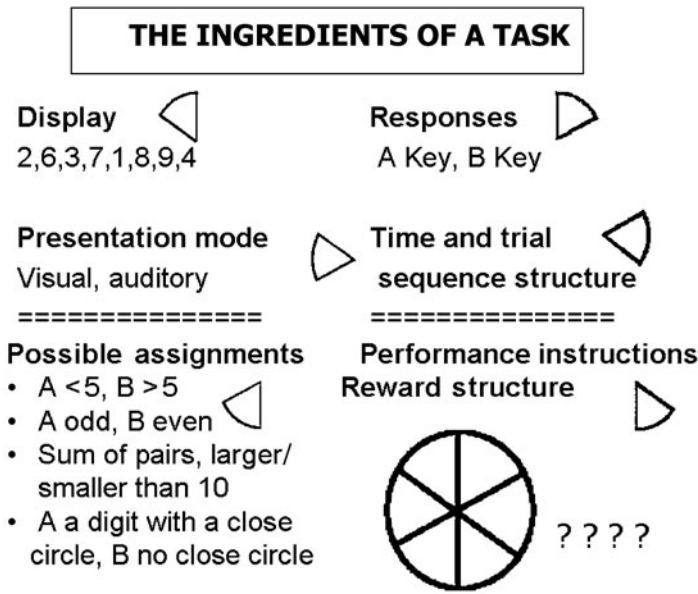 THE INGREDIENTS OF A TASK
Display
2,6,3,7,1,8,9,4
Responses
A Key, B Key
Presentation mode
Visual, auditory
===============
Time and trial
sequence structure
===============
Possible assignments
• A <5, B >5
• A odd, B even
• Sum of pairs, larger/
smaller than 10
• A a digit with a close
circle, B no close circle
Performance instructions
Reward structure
? ? ? ?